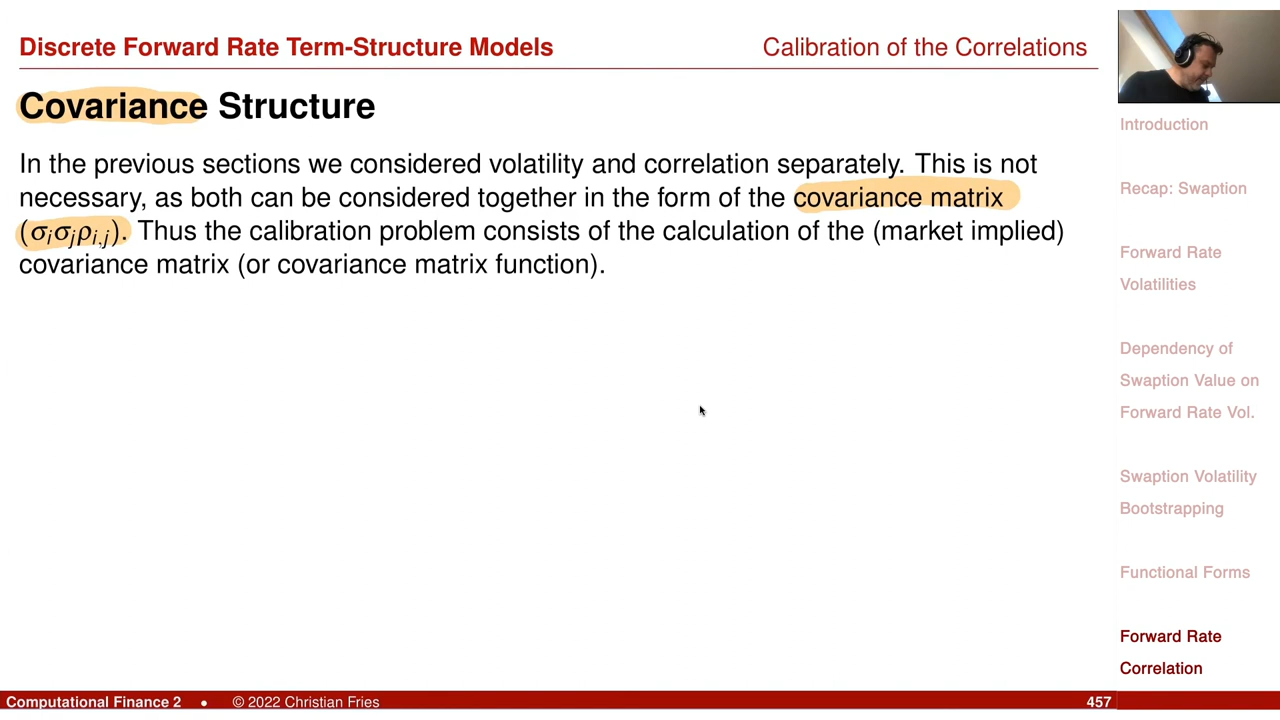 Discrete Forward Rate Term-Structure Models
Calibration of the Correlations
Covariance Structure
In the previous sections we considered volatility and correlation separately. This is not
necessary, as both can be considered together in the form of the covariance matrix
(σᵢσⱼρᵢ,ⱼ). Thus the calibration problem consists of the calculation of the (market implied)
covariance matrix (or covariance matrix function).
Introduction
Recap: Swaption
Forward Rate
Volatilities
Dependency of
Swaption Value on
Forward Rate Vol.
Swaption Volatility
Bootstrapping
Functional Forms
Forward Rate
Correlation
Computational Finance 2 • © 2022 Christian Fries
457